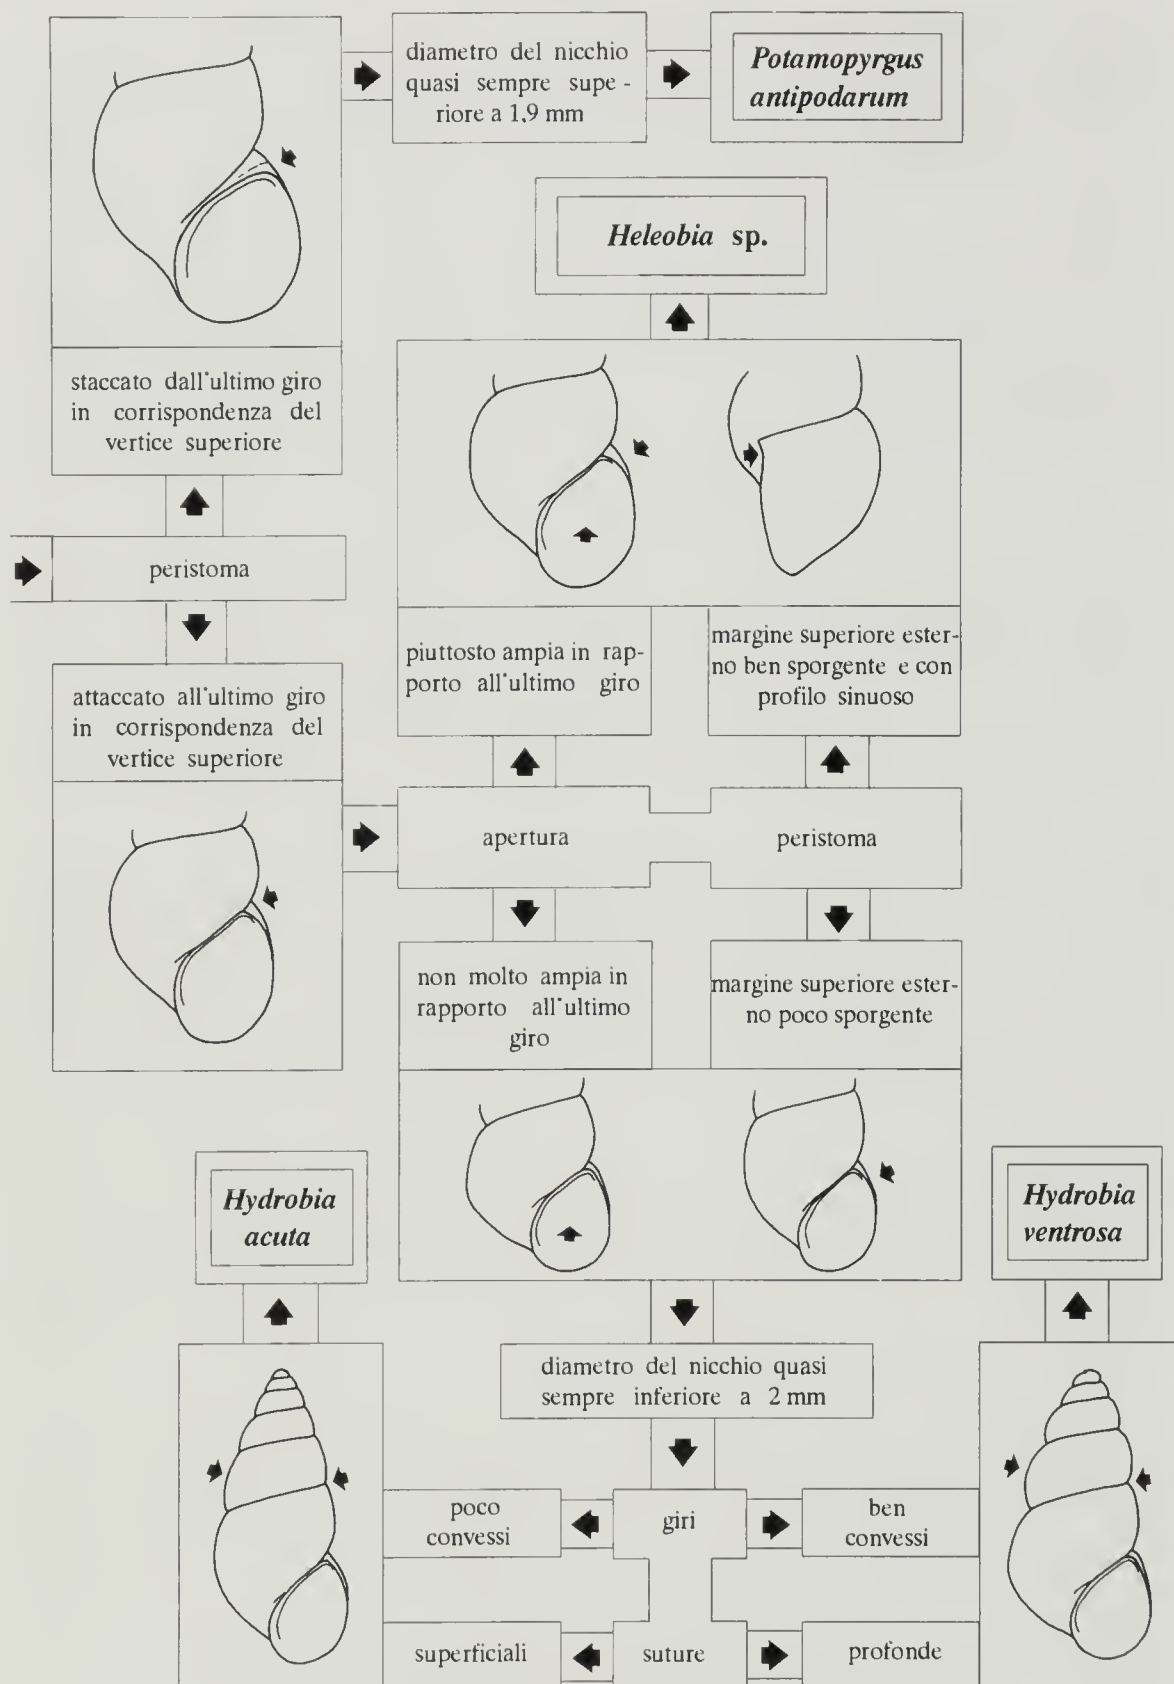 diametro del nicchio
quasi sempre supe-
riore a 1,9 mm
Potamopyrgus
antipodarum
Heleobia sp.
staccato dall'ultimo giro
in corrispondenza del
vertice superiore
peristoma
attaccato all'ultimo giro
in corrispondenza del
vertice superiore
piuttosto ampia in rap-
porto all'ultimo giro
margine superiore ester-
no ben sporgente e con
profilo sinuoso
apertura
peristoma
non molto ampia in
rapporto all'ultimo
giro
margine superiore ester-
no poco sporgente
Hydrobia
acuta
Hydrobia
ventrosa
diametro del nicchio quasi
sempre inferiore a 2 mm
poco
convessi
giri
ben
convessi
superficiali
suture
profonde